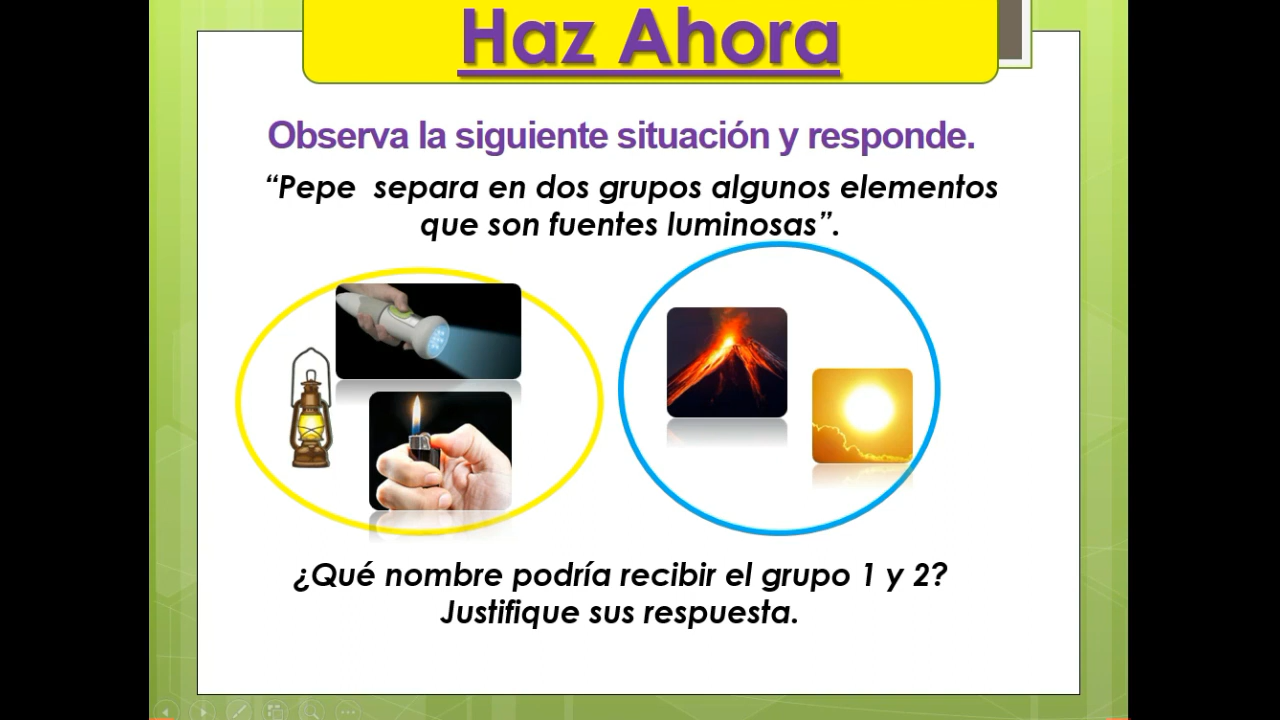 Haz Ahora
Observa la siguiente situación y responde.
“Pepe  separa en dos grupos algunos elementos
que son fuentes luminosas”.
¿Qué nombre podría recibir el grupo 1 y 2?
Justifique sus respuesta.